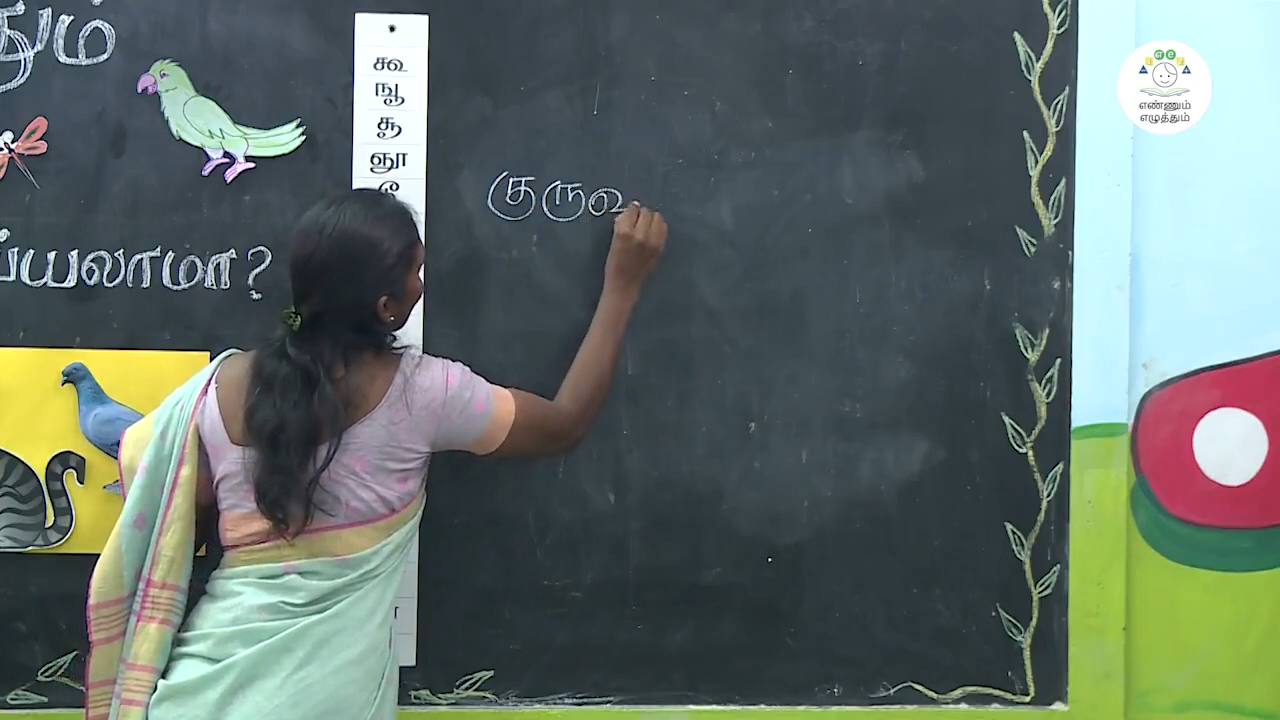 கூ
ஙூ
சூ
ஞூ
குருவ
ய்யலாமா?
எண்ணும்
எழுத்தும்